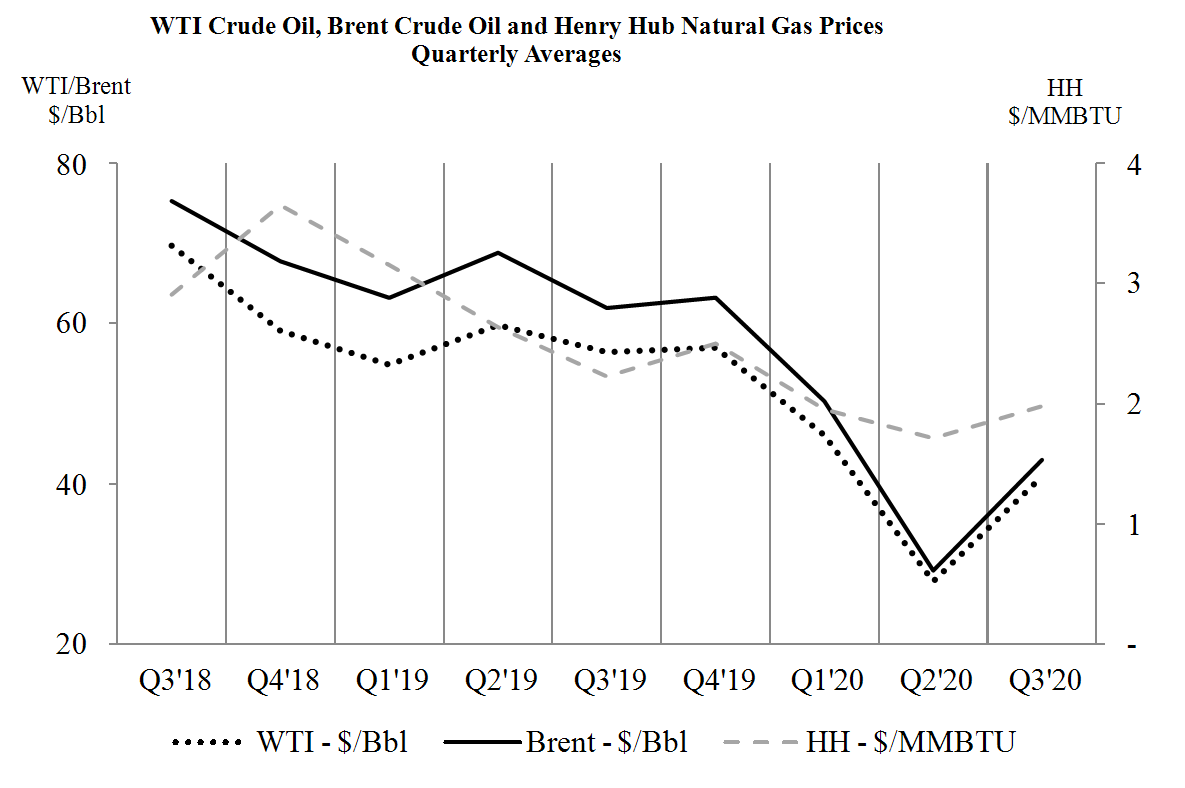 WTI Crude Oil, Brent Crude Oil and Henry Hub Natural Gas Prices
Quarterly Averages
WTI/Brent
$/Bbl
HH
$/MMBTU
80
60
40
20
4
3
2
1
-
Q3'18 Q4'18 Q1'19 Q2'19 Q3'19 Q4'19 Q1'20 Q2'20 Q3'20
WTI - $/Bbl Brent - $/Bbl HH - $/MMBTU